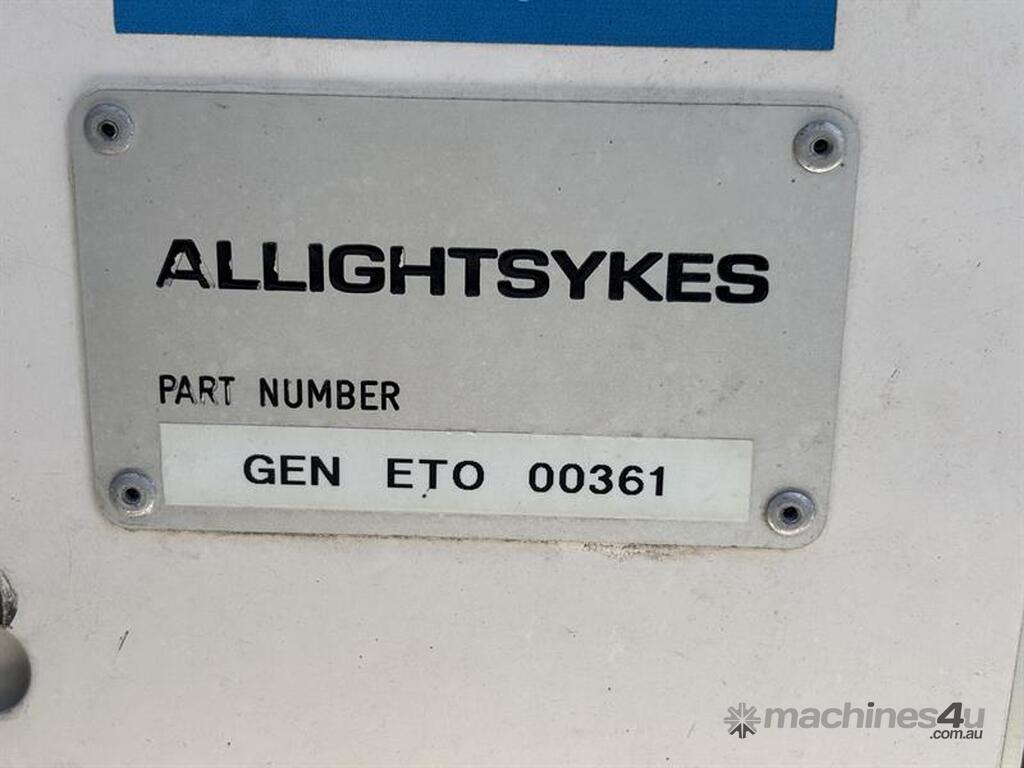 ALLIGHTSYKES
PART NUMBER
GEN ETO 00361
machines4u
.com.au